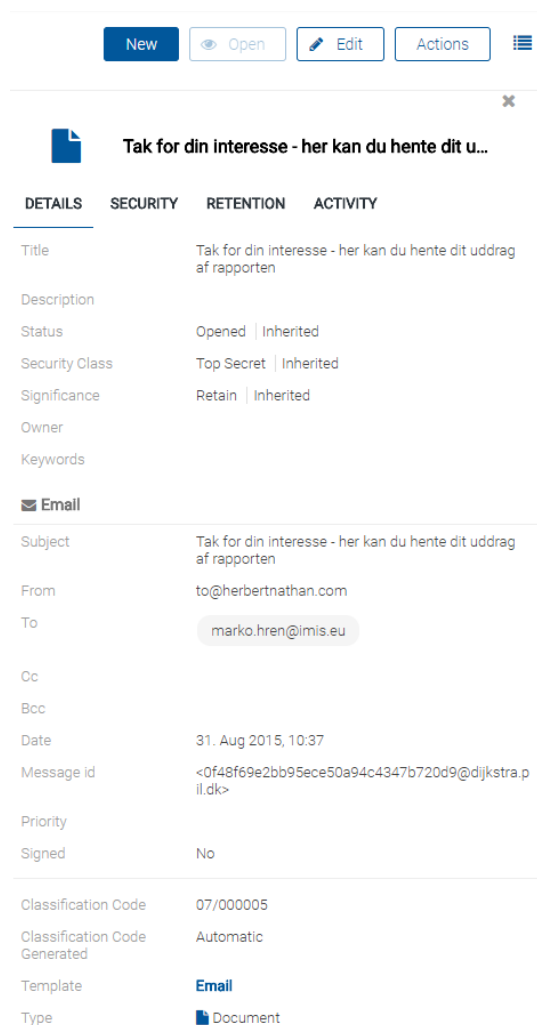 New Open Edit Actions
Tak for din interesse - her kan du hente dit u...
DETAILS SECURITY RETENTION ACTIVITY
Title Tak for din interesse - her kan du hente dit uddrag
af rapporten
Description
Status Opened Inherited
Security Class Top Secret Inherited
Significance Retain Inherited
Owner
Keywords
Email
Subject Tak for din interesse - her kan du hente dit uddrag
af rapporten
From to@herbertnathan.com
To marko.hren@imis.eu
Cc
Bcc
Date 31. Aug 2015, 10:37
Message id <0f48f69e2bb95ece50a94c4347b720d9@dijkstra.p
il.dk>
Priority
Signed No
Classification Code 07/000005
Classification Code Automatic
Generated
Template Email
Type Document